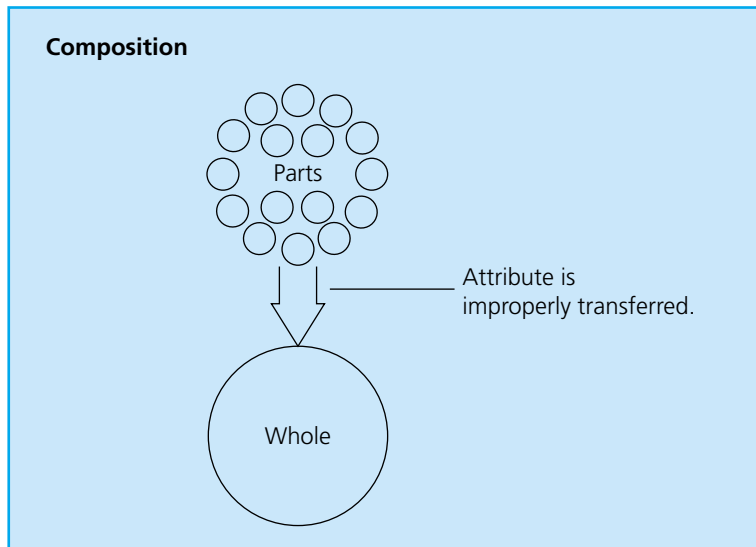 Composition
Parts
Attribute is
improperly transferred.
Whole